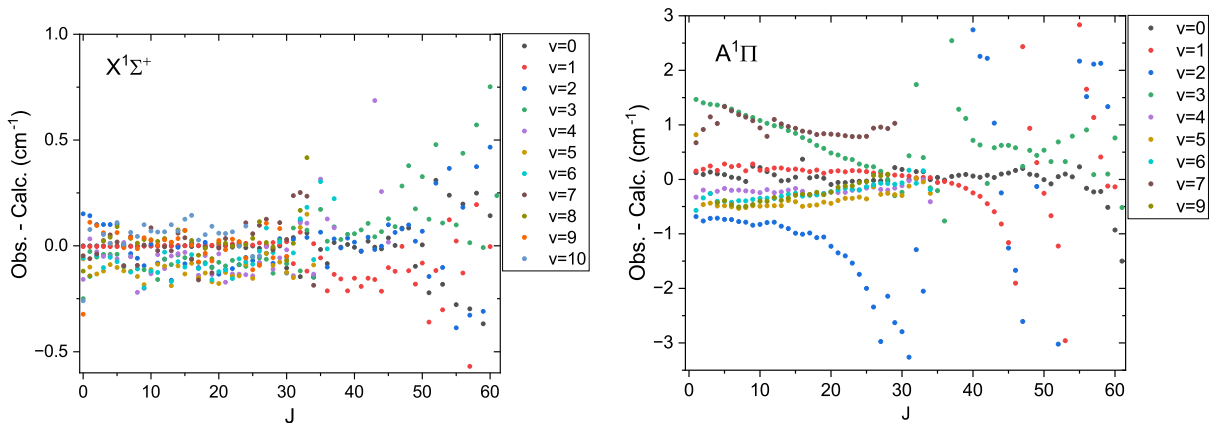 X¹Σ⁺
Obs. - Calc. (cm⁻¹)
1.0
0.5
0.0
−0.5
0
10
20
30
40
50
60
J
v=0
v=1
v=2
v=3
v=4
v=5
v=6
v=7
v=8
v=9
v=10
A¹Π
Obs. - Calc. (cm⁻¹)
3
2
1
0
−1
−2
−3
0
10
20
30
40
50
60
J
v=0
v=1
v=2
v=3
v=4
v=5
v=6
v=7
v=9